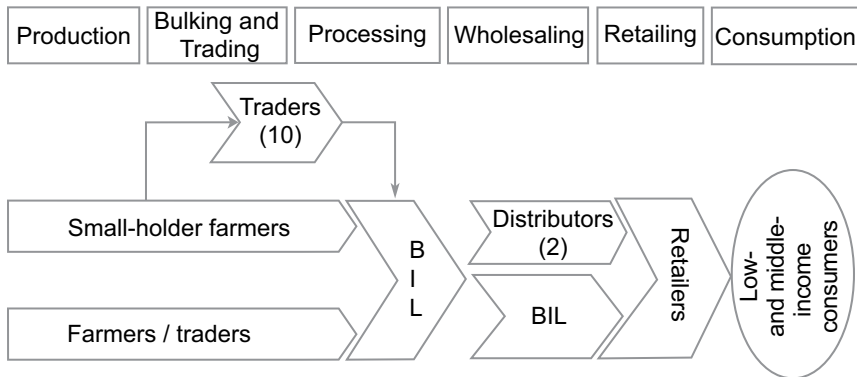 Production
Bulking and
Trading
Processing
Wholesaling
Retailing
Consumption
Traders
(10)
Small-holder farmers
Farmers / traders
B
I
L
Distributors
(2)
BIL
Retailers
Low-
and middle-
income
consumers